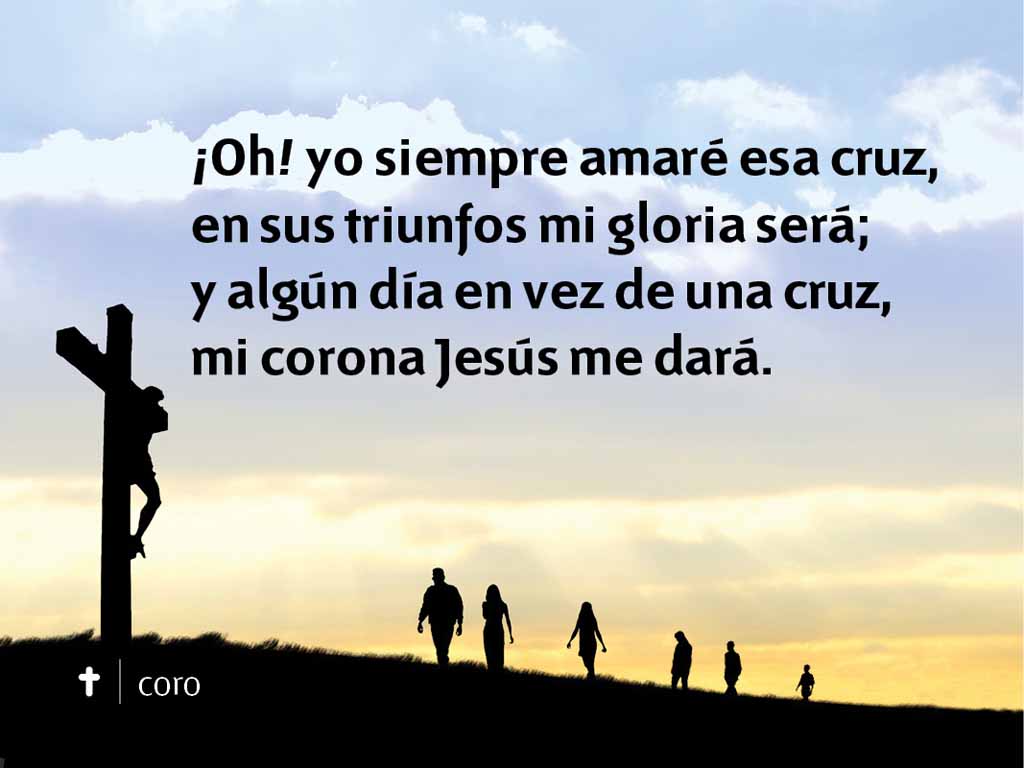 ¡Oh! yo siempre amaré esa cruz,
en sus triunfos mi gloria será;
y algún día en vez de una cruz,
mi corona Jesús me dará.
coro